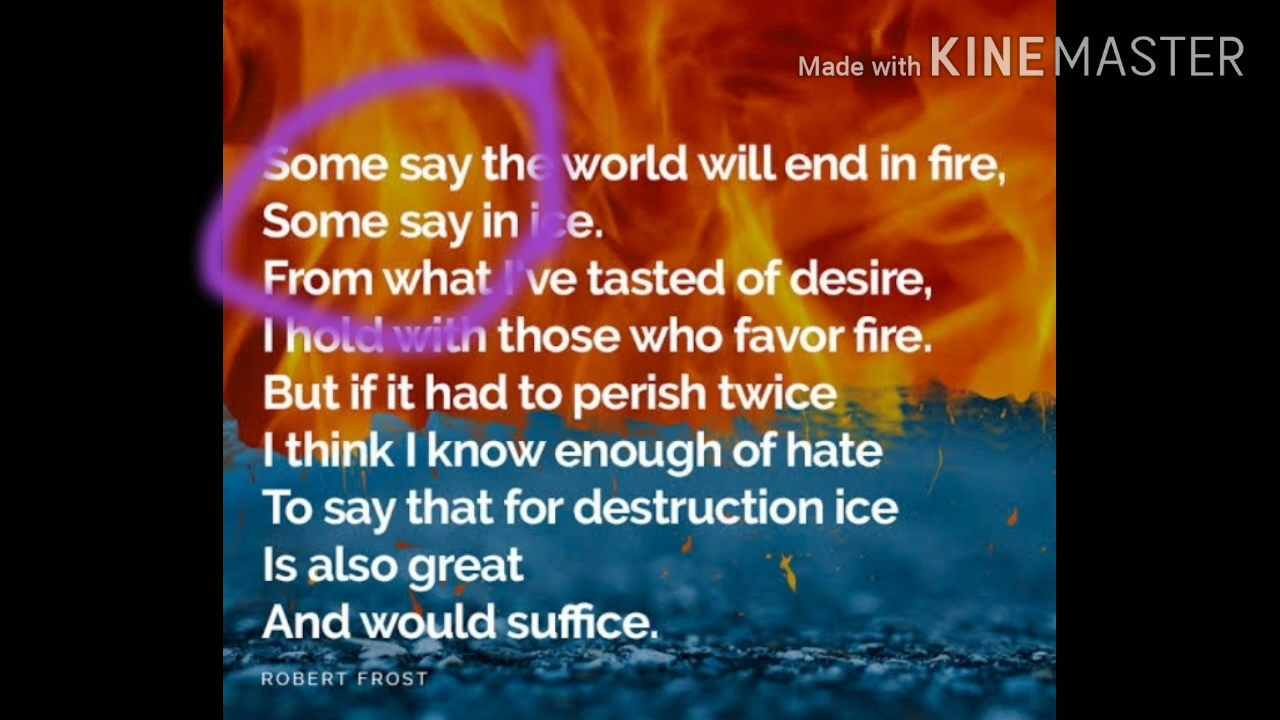 Made with KINEMASTER
Some say the world will end in fire,
Some say in ice.
From what I've tasted of desire,
I hold with those who favor fire.
But if it had to perish twice
I think I know enough of hate
To say that for destruction ice
Is also great
And would suffice.
ROBERT FROST